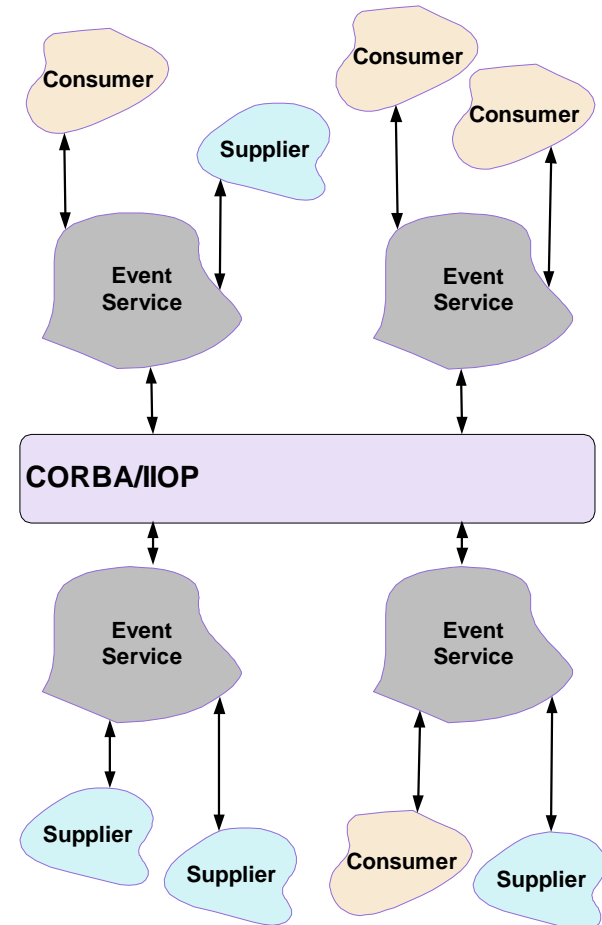 Consumer
Consumer
Consumer
Supplier
Event
Service
Event
Service
CORBA/IIOP
Event
Service
Event
Service
Supplier
Supplier
Consumer
Supplier